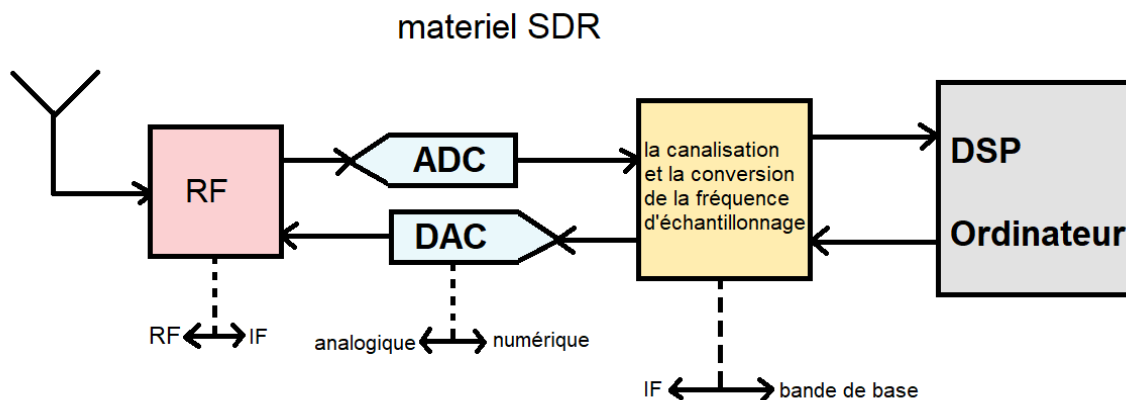 materiel SDR
RF
ADC
DAC
la canalisation
et la conversion
de la fréquence
d'échantillonnage
DSP
Ordinateur
RF IF
analogique numérique
IF bande de base